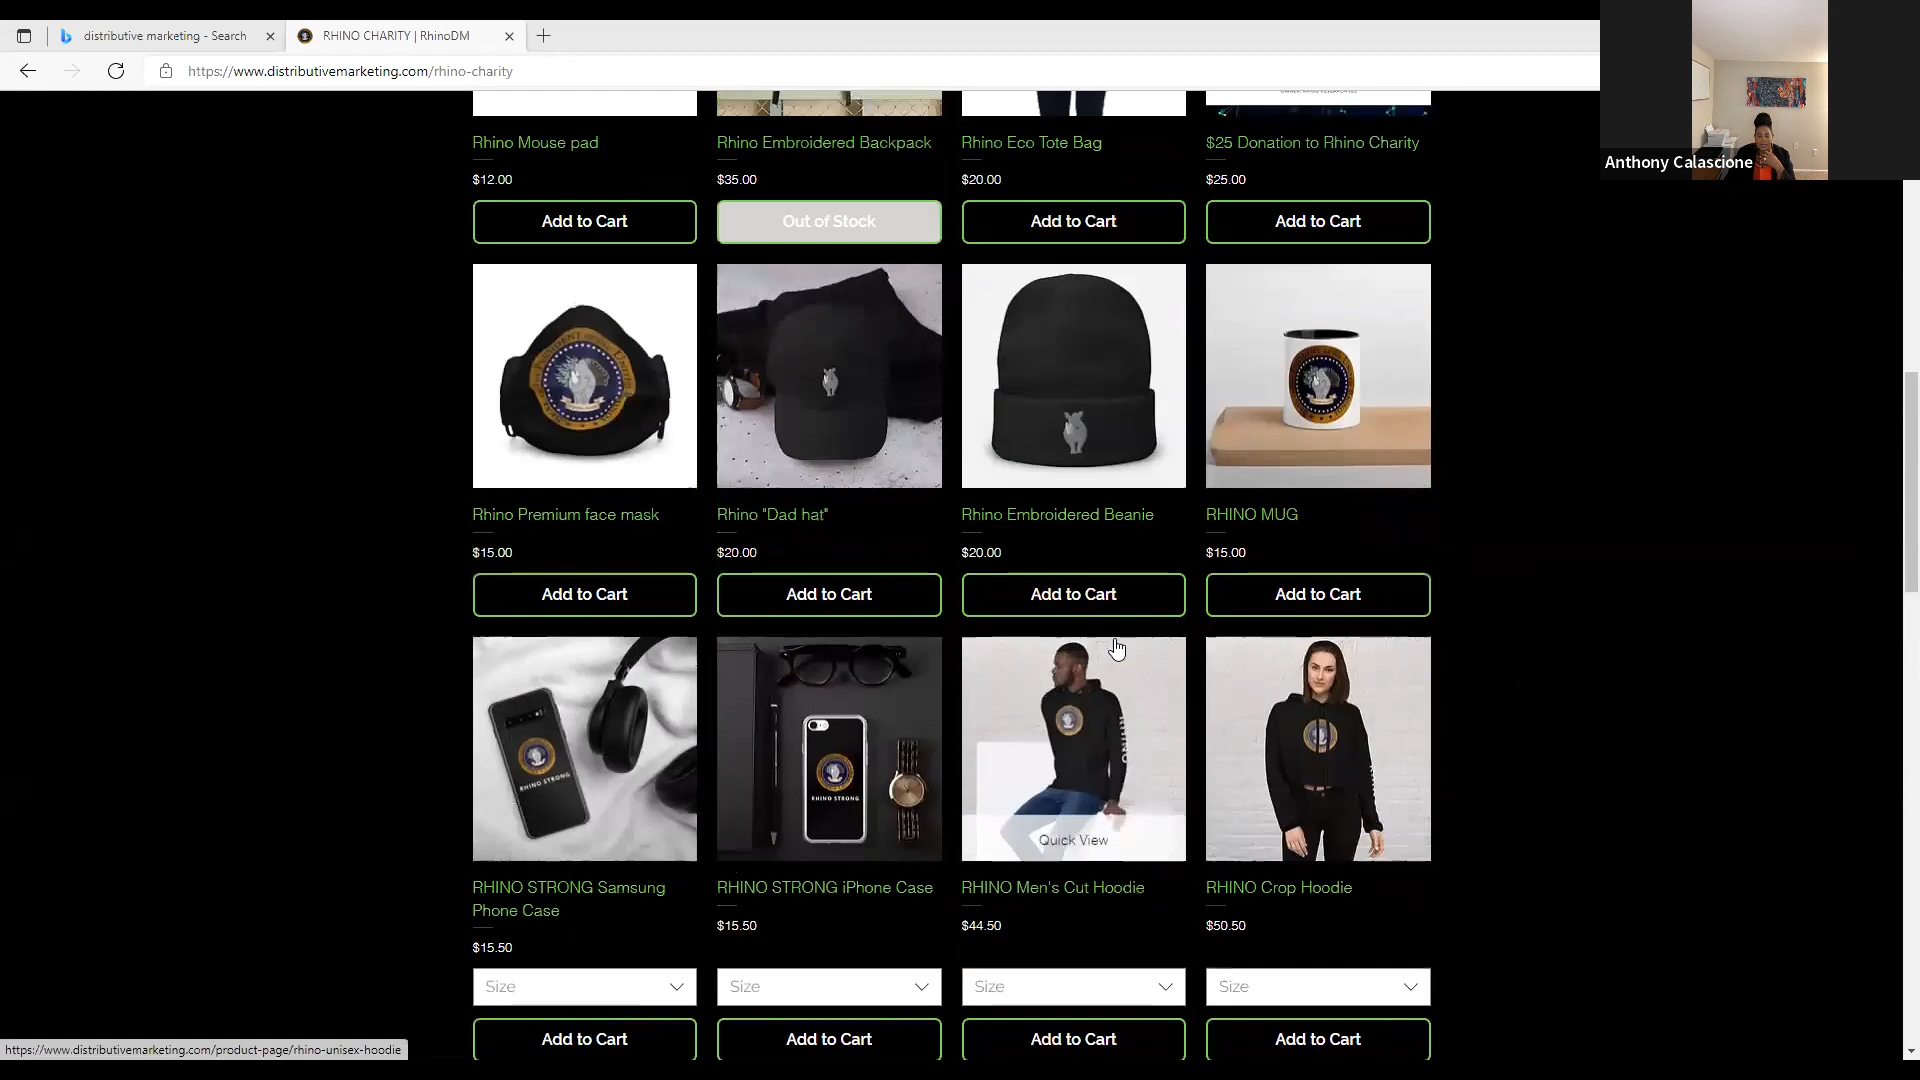 distributive marketing - Search
RHINO CHARITY | RhinoDM
https://www.distributivemarketing.com/rhino-charity
Anthony Calascione
Rhino Mouse pad
Rhino Embroidered Backpack
Rhino Eco Tote Bag
$25 Donation to Rhino Charity
$12.00
$35.00
$20.00
$25.00
Add to Cart
Out of Stock
Add to Cart
Add to Cart
Rhino Premium face mask
Rhino "Dad hat"
Rhino Embroidered Beanie
RHINO MUG
$15.00
$20.00
$20.00
$15.00
Add to Cart
Add to Cart
Add to Cart
Add to Cart
RHINO STRONG
RHINO STRONG
RHINO
Quick View
RHINO STRONG Samsung
Phone Case
RHINO STRONG iPhone Case
RHINO Men's Cut Hoodie
RHINO Crop Hoodie
$15.50
$15.50
$44.50
$50.50
Size
Size
Size
Size
Add to Cart
Add to Cart
Add to Cart
Add to Cart
https://www.distributivemarketing.com/product-page/rhino-unisex-hoodie